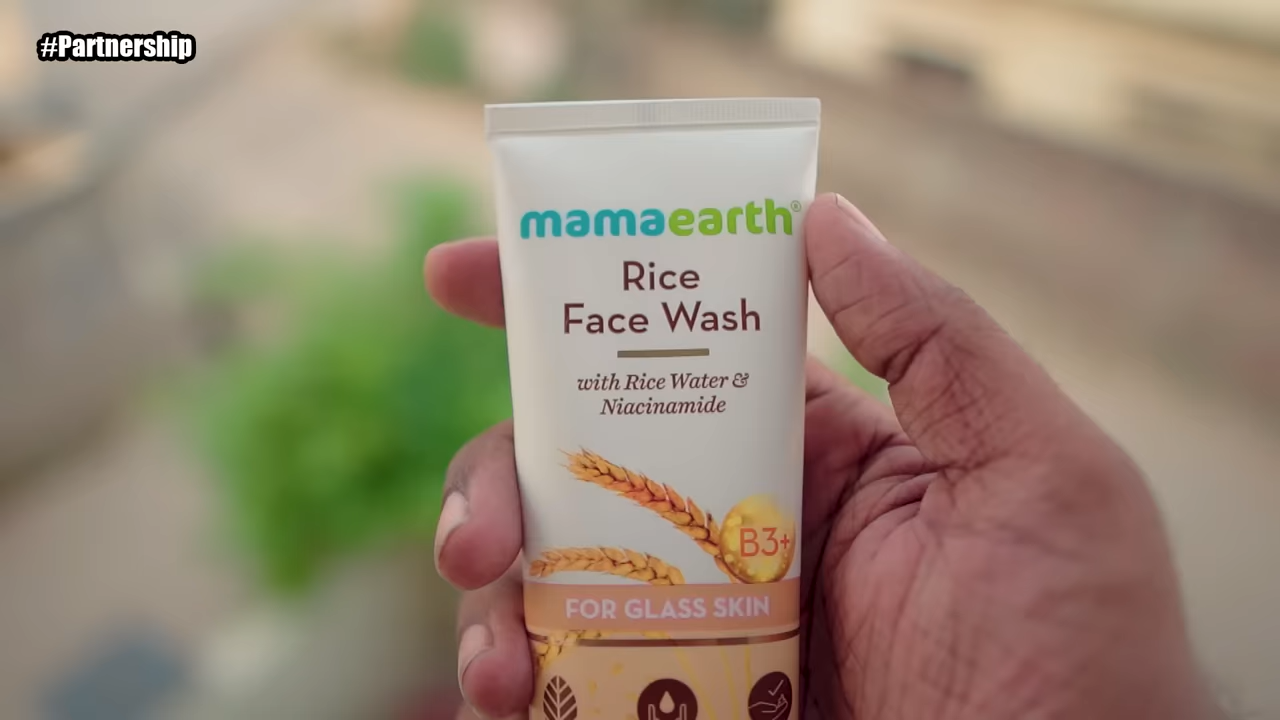 #Partnership
mamaearth®
Rice
Face Wash
with Rice Water &
Niacinamide
B3+
FOR GLASS SKIN